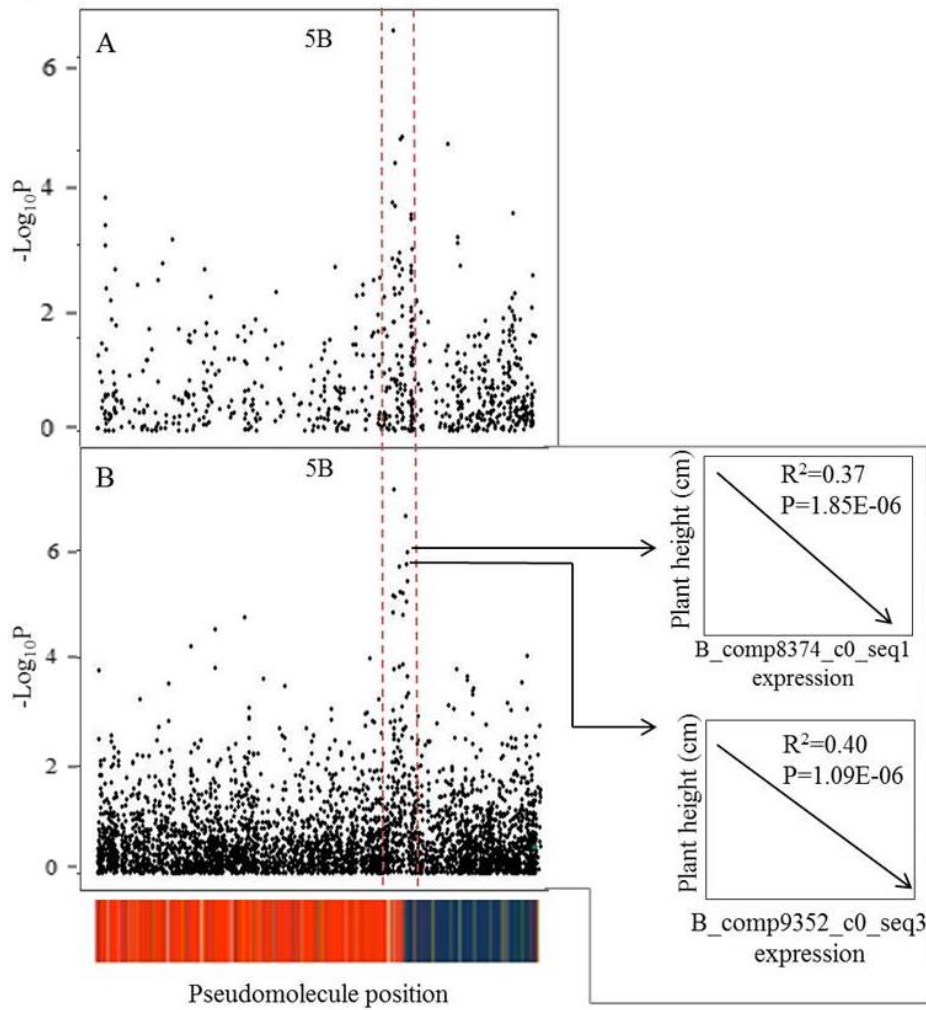 A
5B
6
4
2
0
-Log₁₀P
B
5B
6
4
2
0
-Log₁₀P
Pseudomolecule position
Plant height (cm)
R²=0.37
P=1.85E-06
B_comp8374_c0_seq1
expression
Plant height (cm)
R²=0.40
P=1.09E-06
B_comp9352_c0_seq3
expression